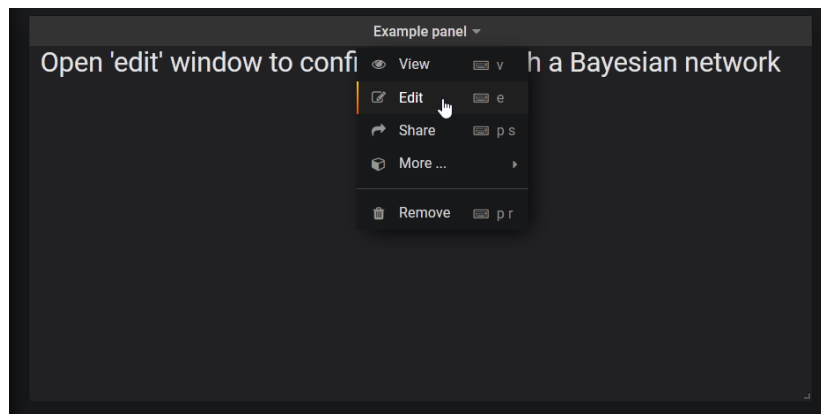 Example panel
Open 'edit' window to confi h a Bayesian network
View v
Edit e
Share p s
More ...
Remove p r